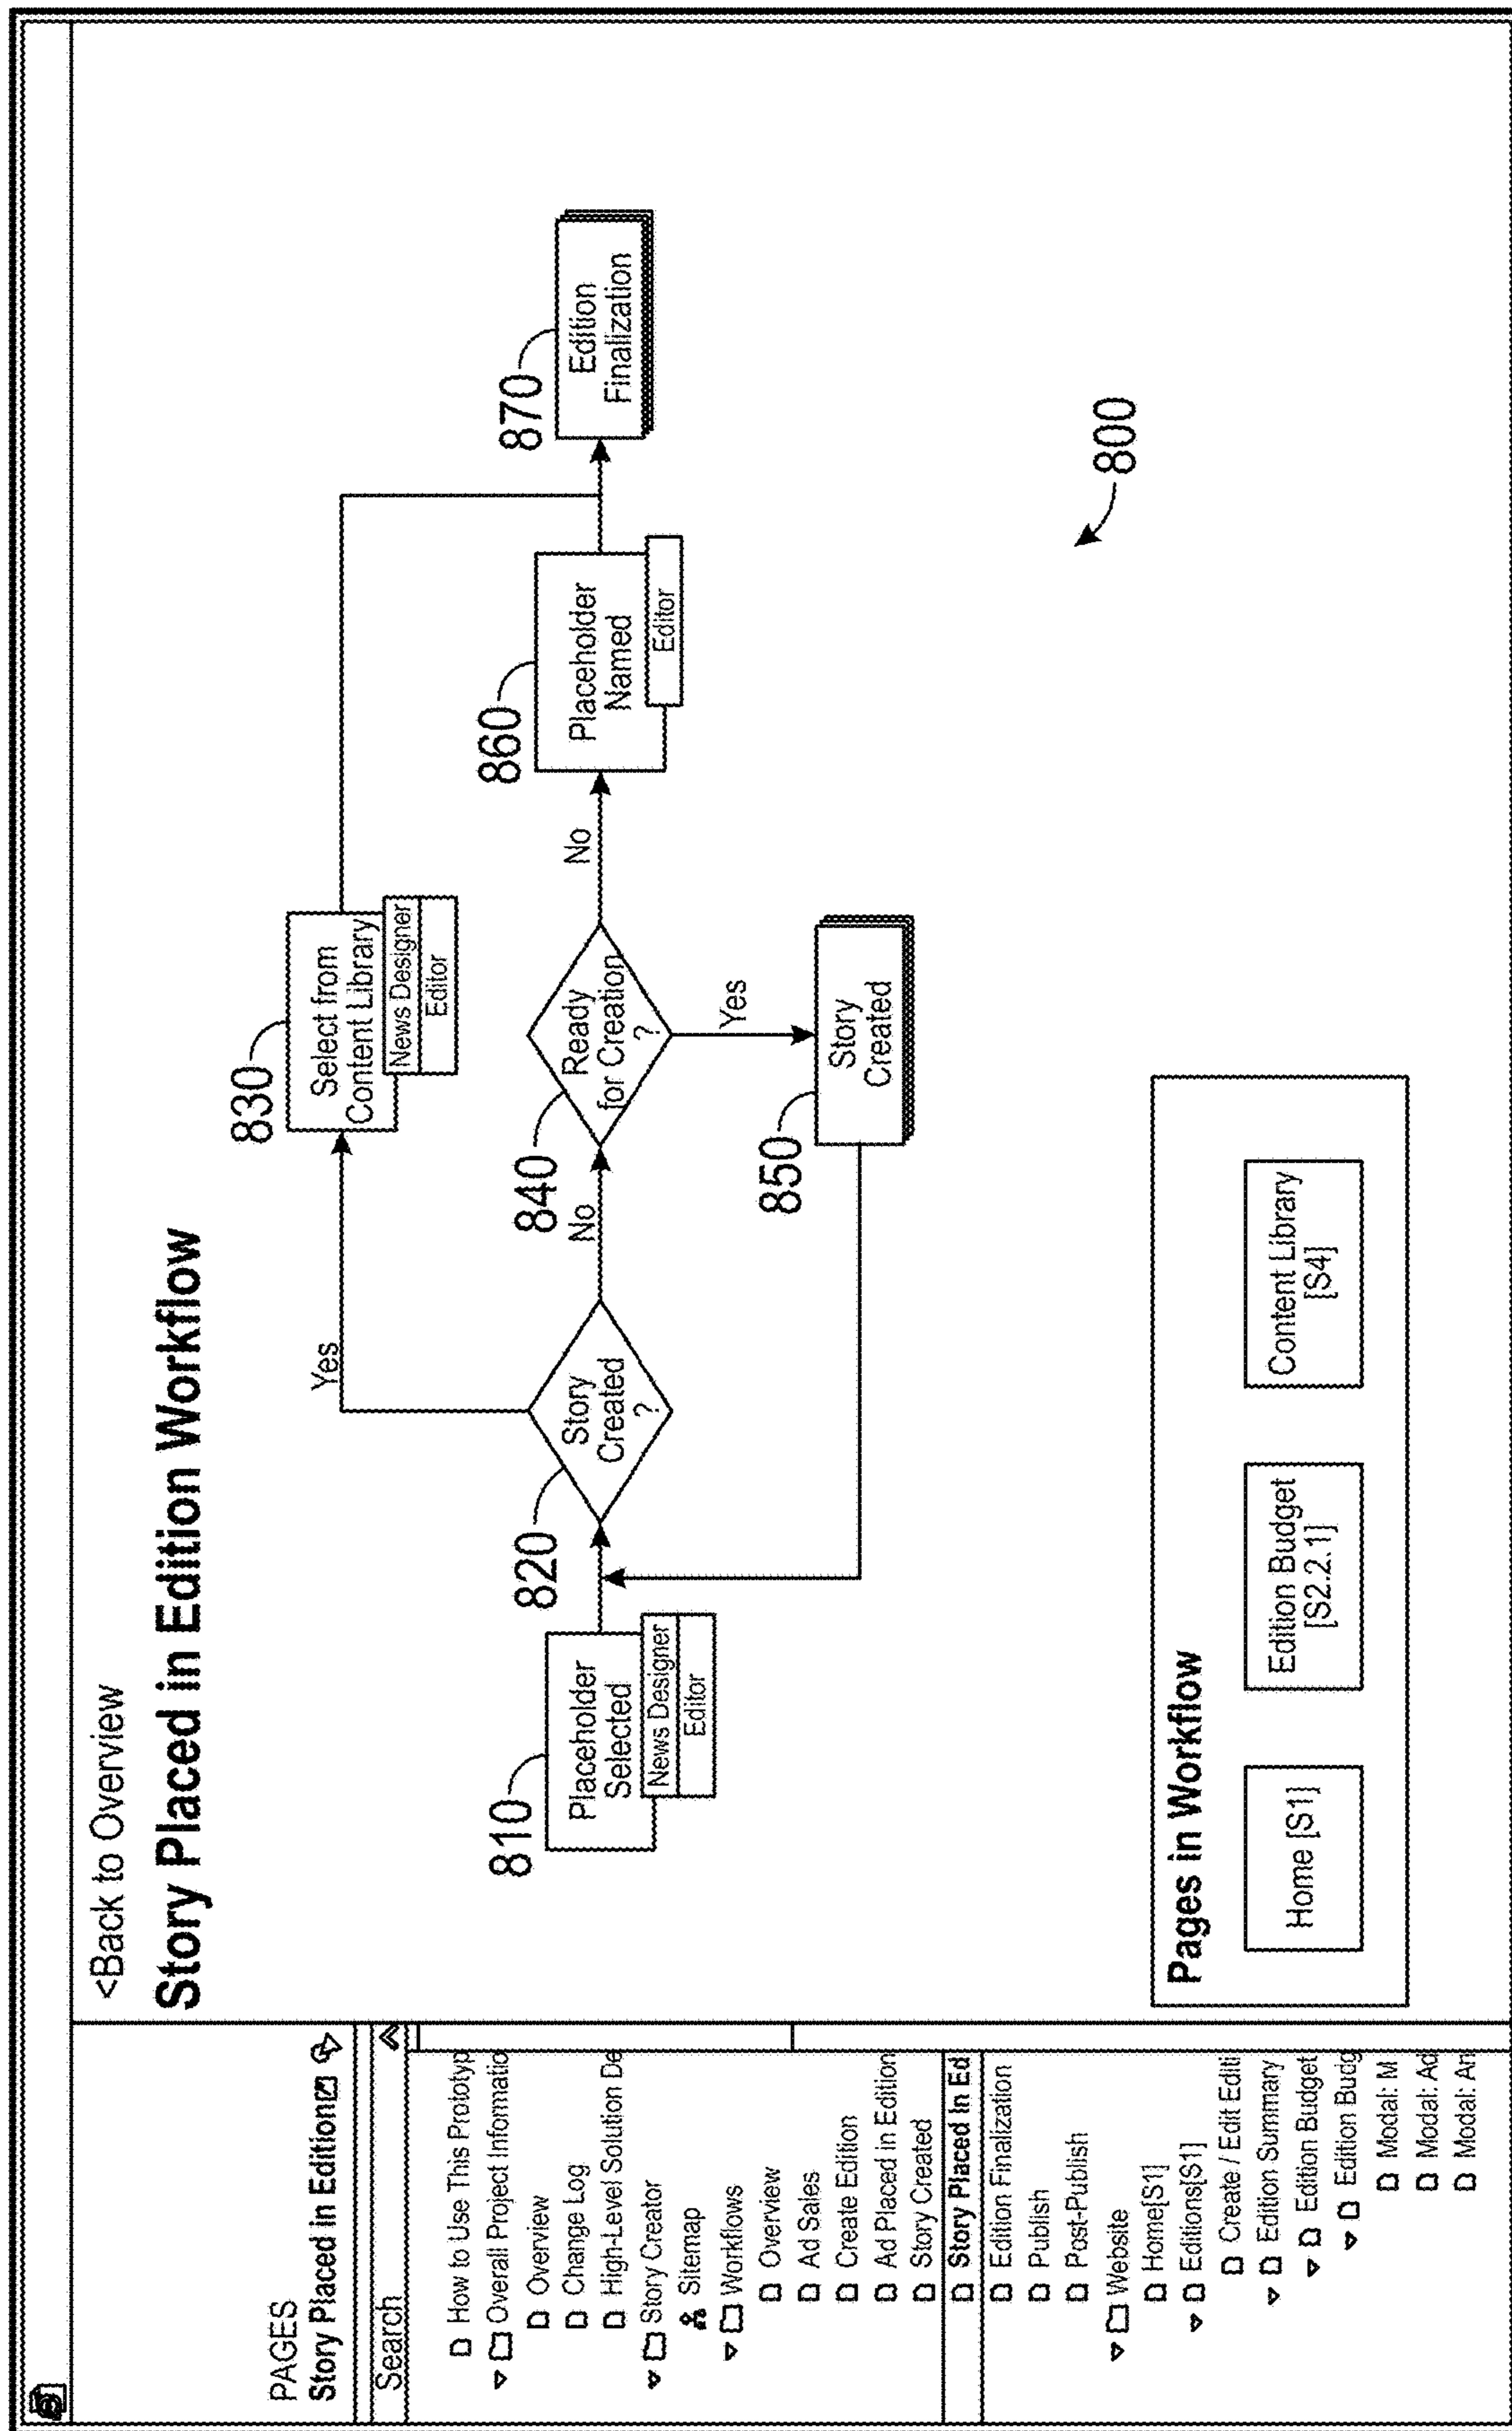 PAGES
Story Placed in Edition
Search
How to Use This Prototyp
Overall Project Informatio
Overview
Change Log
High-Level Solution De
Story Creator
Sitemap
Workflows
Overview
Ad Sales
Create Edition
Ad Placed in Edition
Story Created
Story Placed In Ed
Edition Finalization
Publish
Post-Publish
Website
Home[S1]
Editions[S1]
Create / Edit Editi
Edition Summary
Edition Budget
Edition Budg
Modal: M
Modal: Ad
Modal: An
<Back to Overview
Story Placed in Edition Workflow
810
Placeholder
Selected
News Designer
Editor
820
Story
Created
?
Yes
No
830
Select from
Content Library
News Designer
Editor
840
Ready
for Creation
?
Yes
No
850
Story
Created
860
Placeholder
Named
Editor
870
Edition
Finalization
800
Pages in Workflow
Home [S1]
Edition Budget
[S2.2.1]
Content Library
[S4]